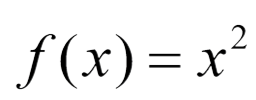 f(x) = x²